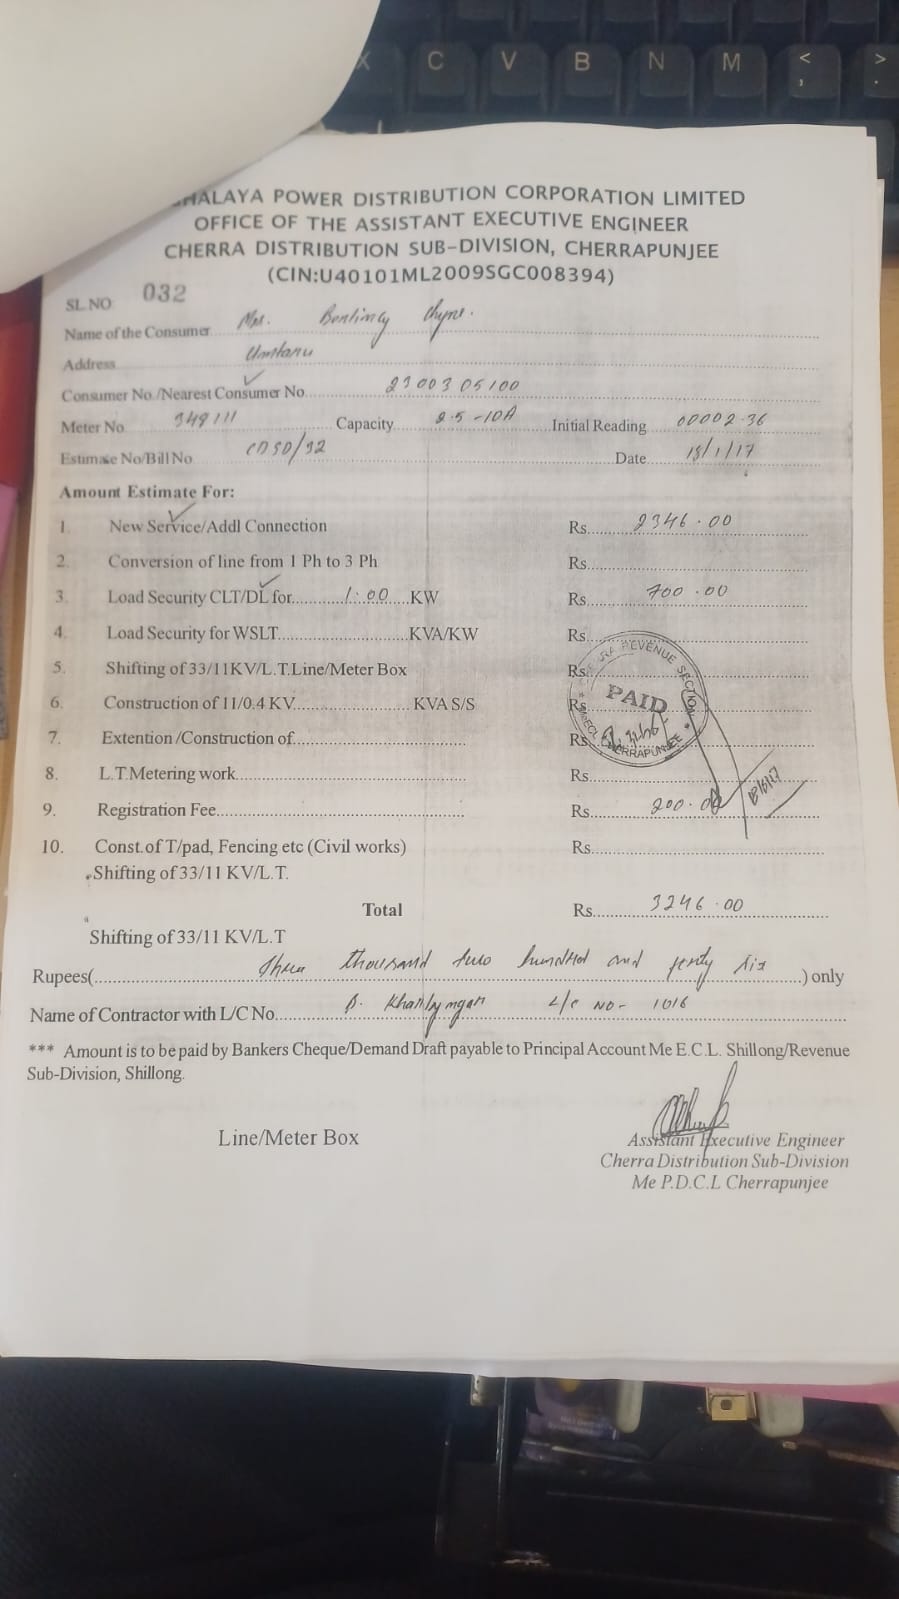 HALAYA POWER DISTRIBUTION CORPORATION LIMITED
OFFICE OF THE ASSISTANT EXECUTIVE ENGINEER
CHERRA DISTRIBUTION SUB-DIVISION, CHERRAPUNJEE
(CIN:U40101ML2009SGC008394)
SL.NO 032
Name of the Consumer
Address Umtanu
Consumer No./Nearest Consumer No. 2300305100
Meter No 349111 Capacity 2.5-10A Initial Reading 00002.36
Estimate No/Bill No CDSD/32 Date 13/1/17
Amount Estimate For:
1. New Service/Addl Connection Rs. 2346.00
2. Conversion of line from 1 Ph to 3 Ph Rs.
3. Load Security CLT/DL for 1.00 KW Rs 700.00
4. Load Security for WSLT KVA/KW Rs.
5. Shifting of 33/11KV/L.T.Line/Meter Box Rs.
6. Construction of 11/0.4 KV KVA S/S Rs.
7. Extention/Construction of Rs
8. L.T.Metering work Rs.
9. Registration Fee Rs. 200.00
10. Const.of T/pad, Fencing etc (Civil works) Rs.
Shifting of 33/11 KV/L.T.
REVENUE SECTION
PAID
CHERRAPUNJEE
Total Rs. 3246.00
Shifting of 33/11 KV/L.T
Rupees( Three thousand two hundred and forty six ) only
Name of Contractor with L/C No. L/c NO- 1016
*** Amount is to be paid by Bankers Cheque/Demand Draft payable to Principal Account Me E.C.L. Shillong/Revenue
Sub-Division, Shillong.
Line/Meter Box
Assistant Executive Engineer
Cherra Distribution Sub-Division
Me P.D.C.L Cherrapunjee
X C V B N M < , > .